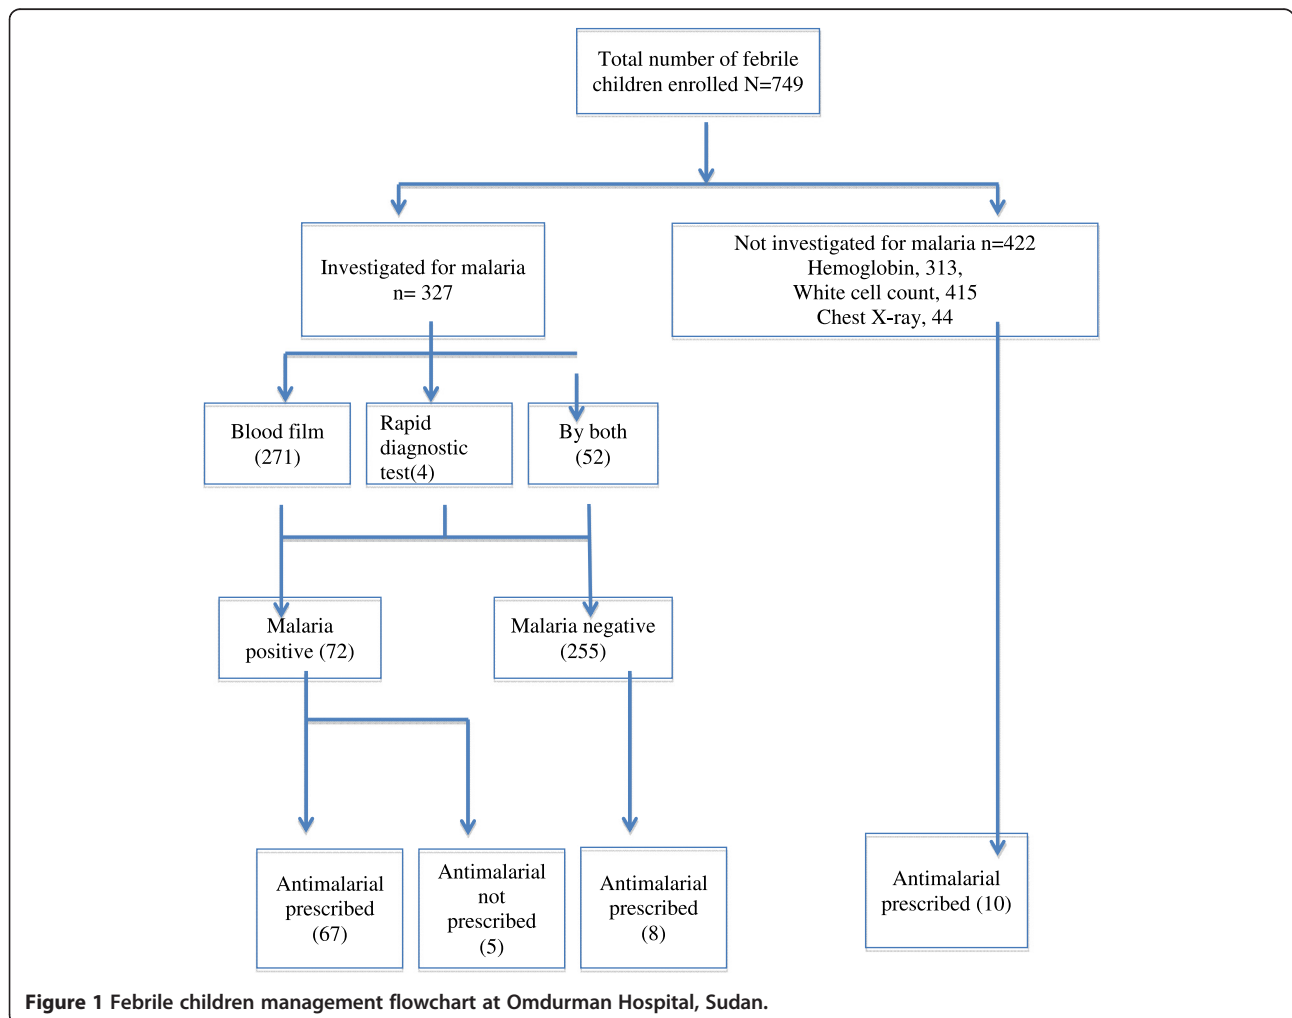 Total number of febrile
children enrolled N=749
Investigated for malaria
n= 327
Not investigated for malaria n=422
Hemoglobin, 313,
White cell count, 415
Chest X-ray, 44
Blood film
(271)
Rapid
diagnostic
test(4)
By both
(52)
Malaria
positive (72)
Malaria negative
(255)
Antimalarial
prescribed
(67)
Antimalarial
not
prescribed
(5)
Antimalarial
prescribed
(8)
Antimalarial
prescribed (10)
Figure 1 Febrile children management flowchart at Omdurman Hospital, Sudan.